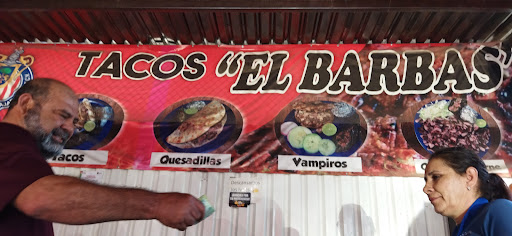 TACOS "EL BARBAS"
Tacos
Quesadillas
Vampiros